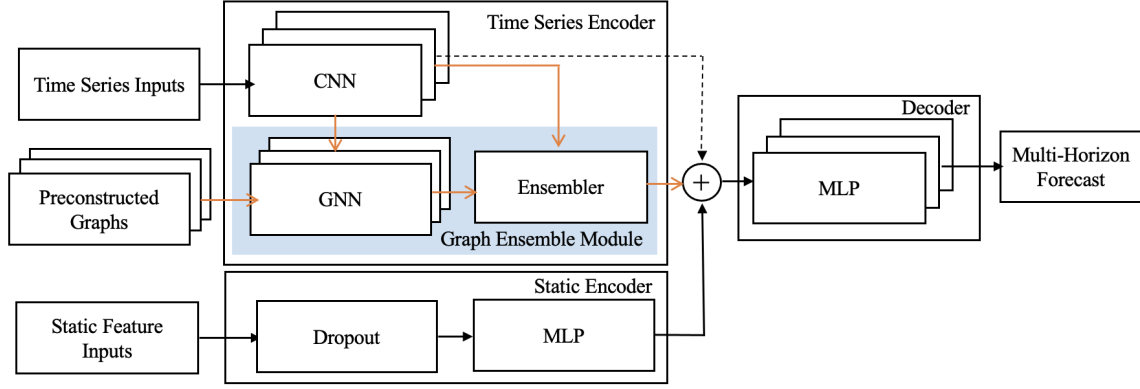 Time Series Encoder
Time Series Inputs
CNN
Preconstructed
Graphs
GNN
Ensembler
Graph Ensemble Module
+
Decoder
MLP
Multi-Horizon
Forecast
Static Encoder
Static Feature
Inputs
Dropout
MLP